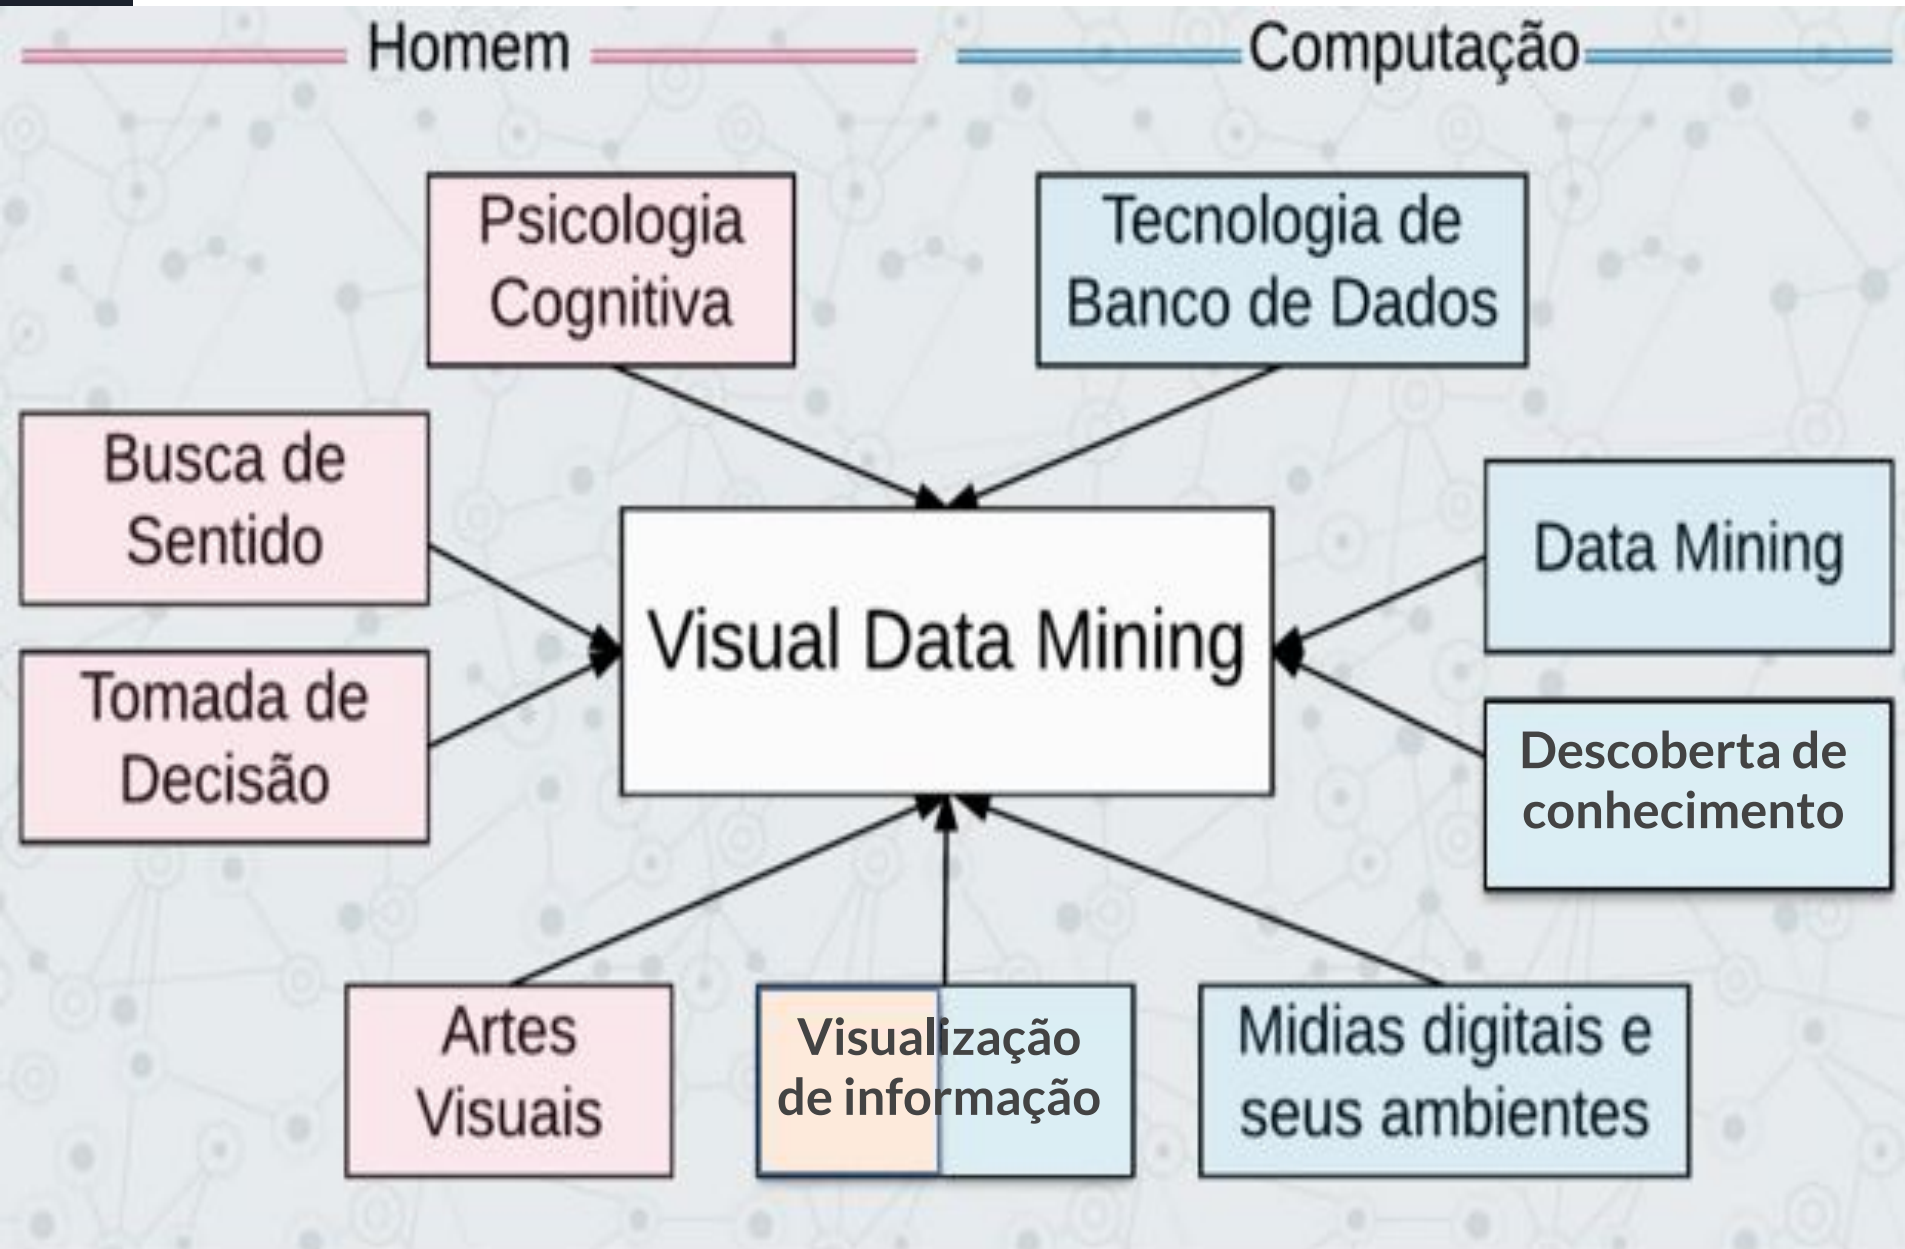 Homem
Computação
Psicologia
Cognitiva
Tecnologia de
Banco de Dados
Busca de
Sentido
Data Mining
Visual Data Mining
Tomada de
Decisão
Descoberta de
conhecimento
Artes
Visuais
Visualização
de informação
Midias digitais e
seus ambientes